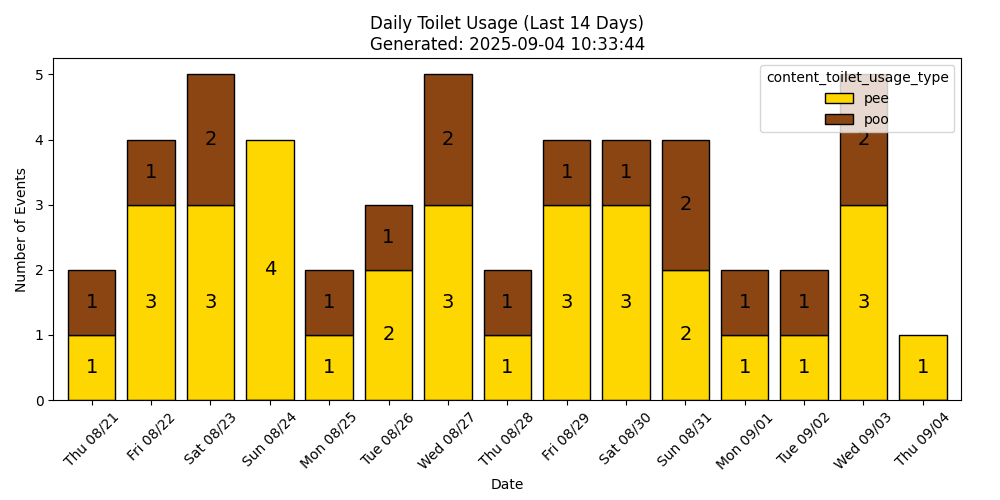 Daily Toilet Usage (Last 14 Days)
Generated: 2025-09-04 10:33:44
content_toilet_usage_type
pee
poo
Number of Events
5
4
3
2
1
0
1 1 2 2 1 2 1 1 1 2 1 1 2
1 3 3 4 1 2 3 1 3 3 2 1 1 3 1
Thu 08/21 Fri 08/22 Sat 08/23 Sun 08/24 Mon 08/25 Tue 08/26 Wed 08/27 Thu 08/28 Fri 08/29 Sat 08/30 Sun 08/31 Mon 09/01 Tue 09/02 Wed 09/03 Thu 09/04
Date